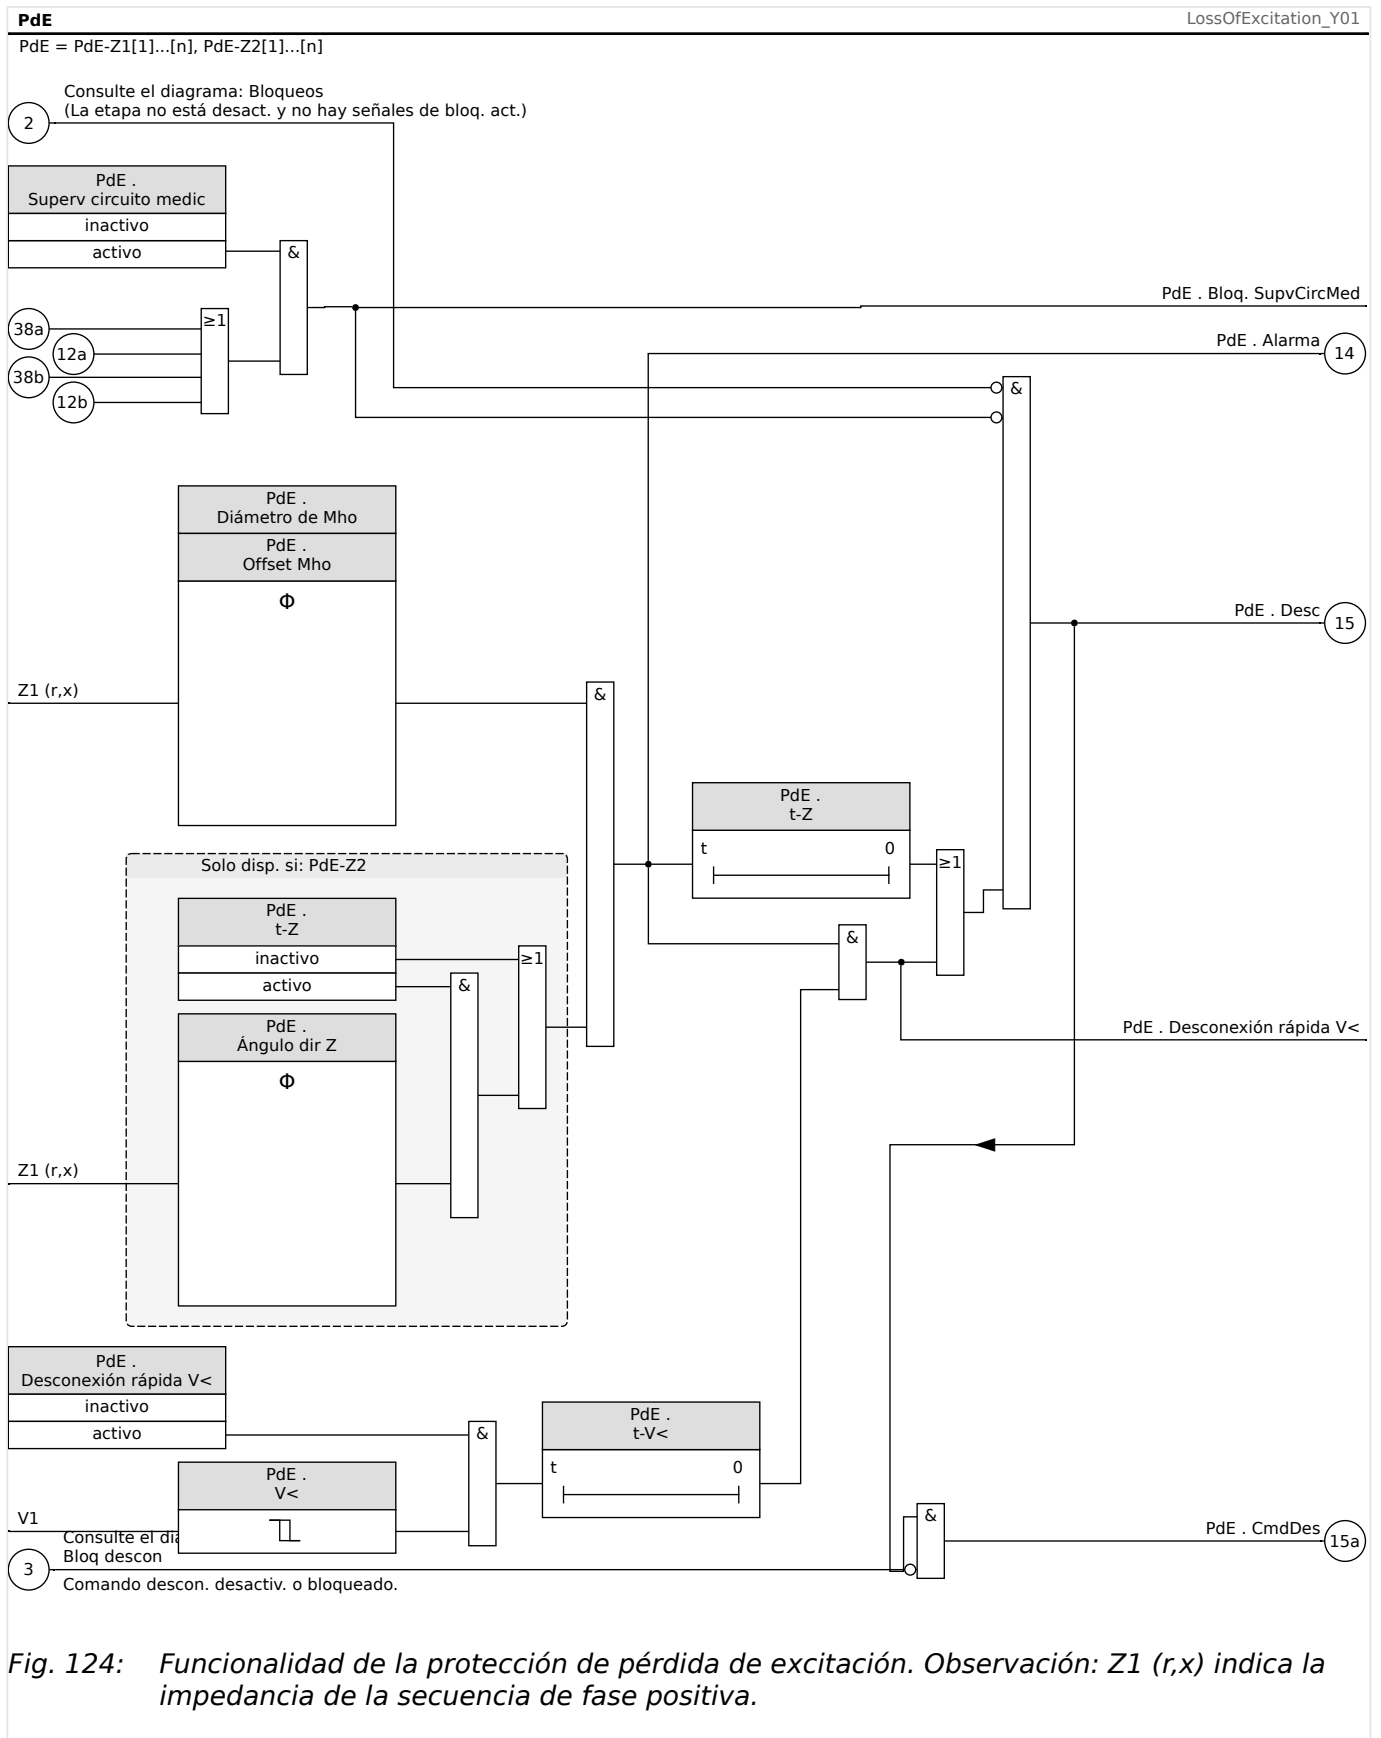 PdE
LossOfExcitation_Y01
PdE = PdE-Z1[1]...[n], PdE-Z2[1]...[n]
Consulte el diagrama: Bloqueos
(La etapa no está desact. y no hay señales de bloq. act.)
2
PdE .
Superv circuito medic
inactivo
activo
&
PdE . Bloq. SupvCircMed
38a
≥1
12a
38b
12b
PdE . Alarma
14
&
PdE .
Diámetro de Mho
PdE .
Offset Mho
Φ
PdE . Desc
15
Z1 (r,x)
&
PdE .
t-Z
t
0
≥1
Solo disp. si: PdE-Z2
PdE .
t-Z
inactivo
activo
≥1
&
&
PdE .
Ángulo dir Z
Φ
PdE . Desconexión rápida V<
Z1 (r,x)
PdE .
Desconexión rápida V<
inactivo
activo
&
PdE .
t-V<
t
0
PdE .
V<
V1
Consulte el dia
Bloq descon
3
Comando descon. desactiv. o bloqueado.
&
PdE . CmdDes
15a
Fig. 124: Funcionalidad de la protección de pérdida de excitación. Observación: Z1 (r,x) indica la
impedancia de la secuencia de fase positiva.